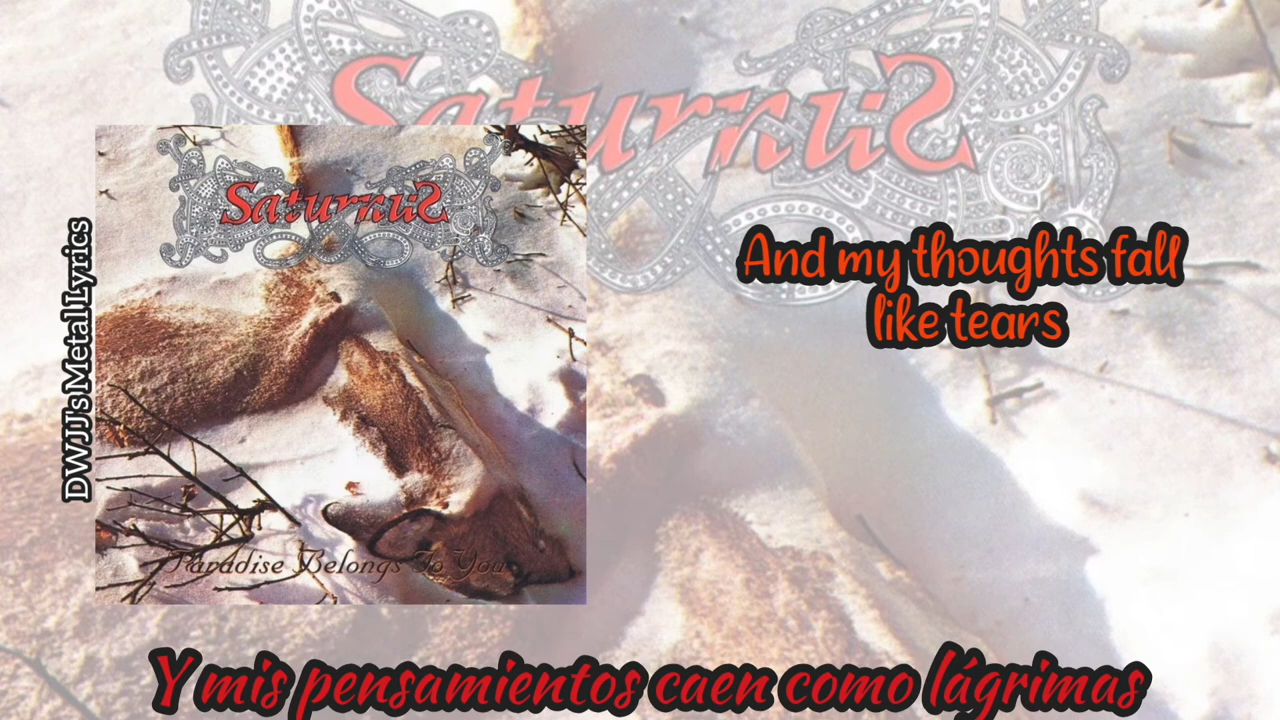 Saturnus
Saturnus
DWJJ's Metal Lyrics
Paradise Belongs To You
And my thoughts fall
like tears
Y mis pensamientos caen como lágrimas